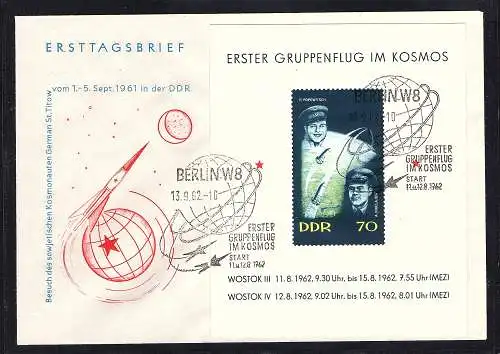 ERSTTAGSBRIEF
vom 1.-5. Sept. 1961 in der DDR
Besuch des sowjetischen Kosmonauten German St. Titow
BERLIN W8
13.9.62-10
ERSTER
GRUPPENFLUG
IM KOSMOS
START
11.u.12.8.1962
ERSTER GRUPPENFLUG IM KOSMOS
P. POPOWITSCH
DDR 70
BERLIN W8
ERSTER
GRUPPENFLUG
IM KOSMOS
START
11.u.12.8.1962
WOSTOK III 11.8.1962, 9.30 Uhr, bis 15.8.1962, 7.55 Uhr (MEZ)
WOSTOK IV 12.8.1962, 9.02 Uhr, bis 15.8.1962, 8.01 Uhr (MEZ)